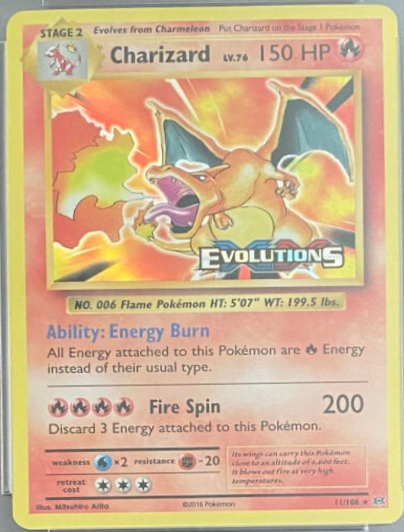 STAGE 2 Evolves from Charmeleon Put Charizard on the Stage 1 Pokémon
Charizard LV.76 150 HP
EVOLUTIONS
NO. 006 Flame Pokémon HT: 5'07" WT: 199.5 lbs.
Ability: Energy Burn
All Energy attached to this Pokémon are Energy
instead of their usual type.
Fire Spin 200
Discard 3 Energy attached to this Pokémon.
weakness ×2 resistance -20
retreat
cost
Its wings can carry this Pokémon
close to an altitude of 4,600 feet.
It blows out fire at very high
temperatures.
Illus. Mitsuhiro Arita ©2016 Pokémon 11/108